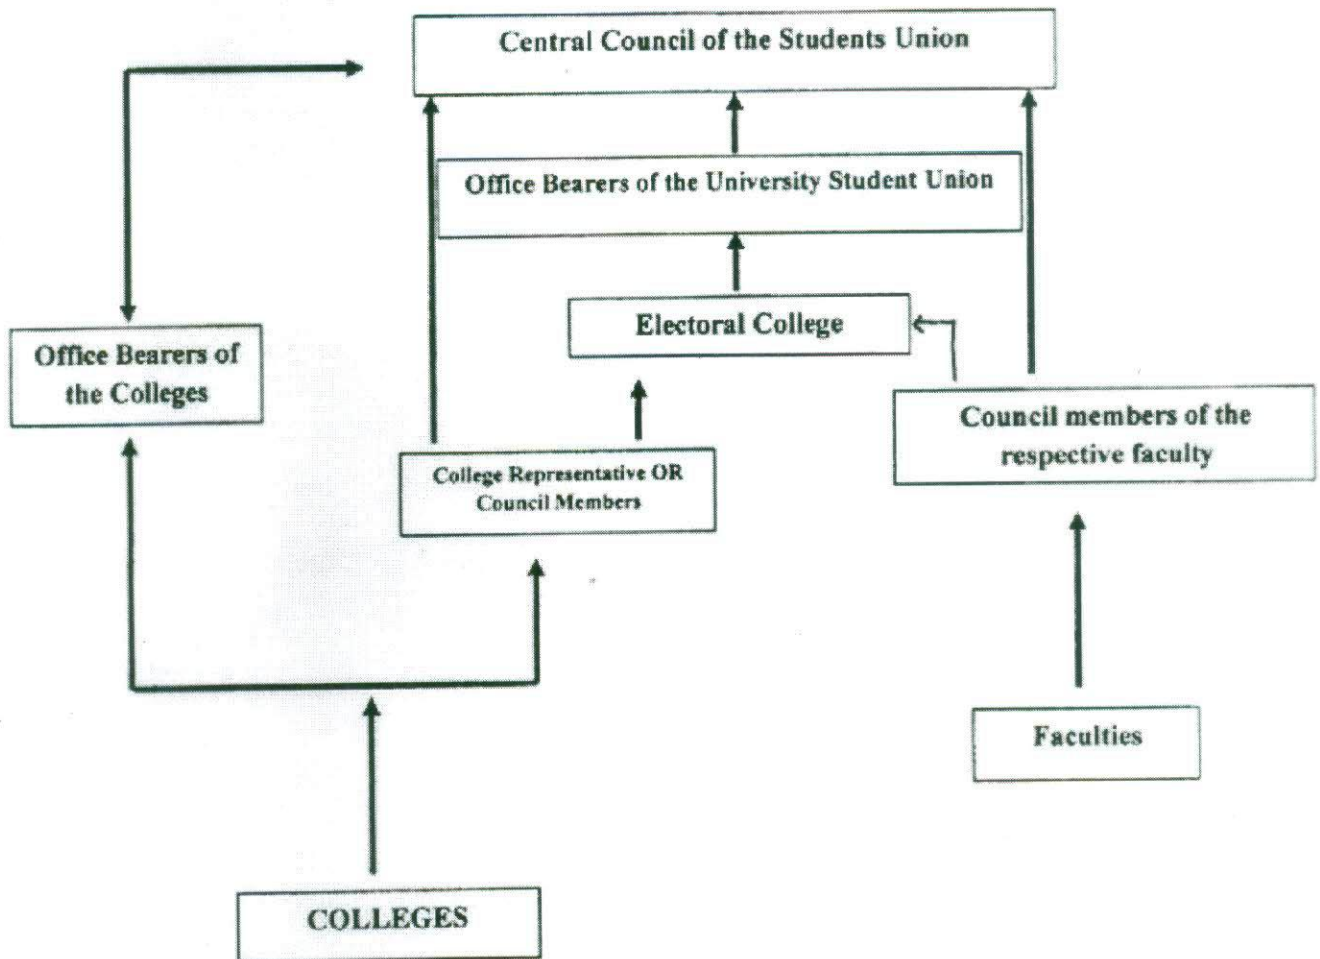 Central Council of the Students Union
Office Bearers of the University Student Union
Electoral College
Office Bearers of
the Colleges
Council members of the
respective faculty
College Representative OR
Council Members
Faculties
COLLEGES